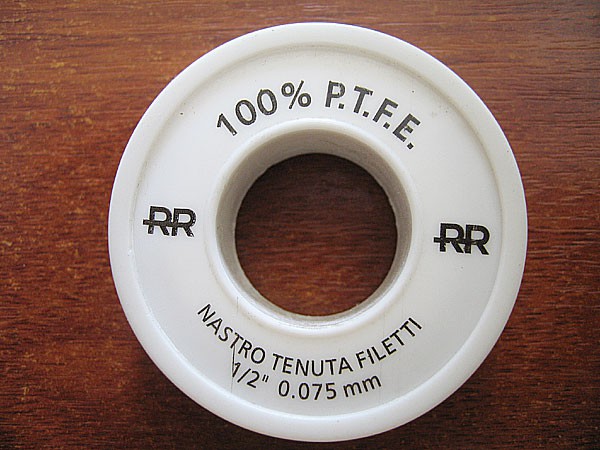 100% P.T.F.E.
RR
RR
NASTRO TENUTA FILETTI
1/2" 0.075 mm